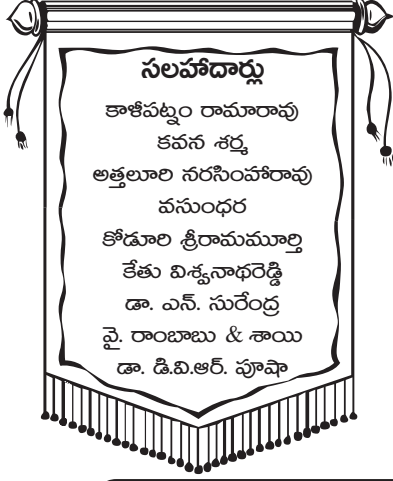 సలహాదార్లు
కాళీపట్నం రామారావు
కవన శర్మ
అత్తలూరి నరసింహారావు
వసుంధర
కోడూరి శ్రీరామమూర్తి
కేతు విశ్వనాథరెడ్డి
డా. ఎన్. సురేంద్ర
వై. రాంబాబు & శాయి
డా. డి.వి.ఆర్. పూషా